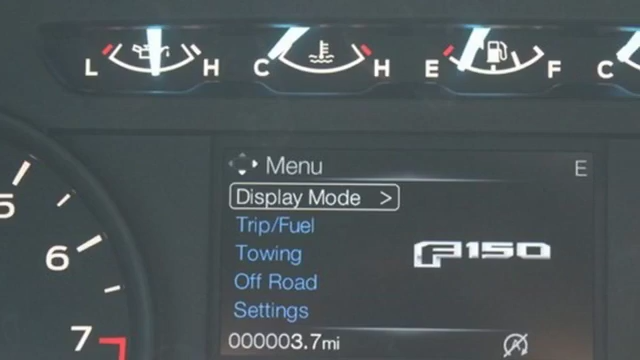 L H C H E F C
Menu E
Display Mode >
Trip/Fuel
Towing
Off Road
Settings
F150
000003.7mi
5
6
7